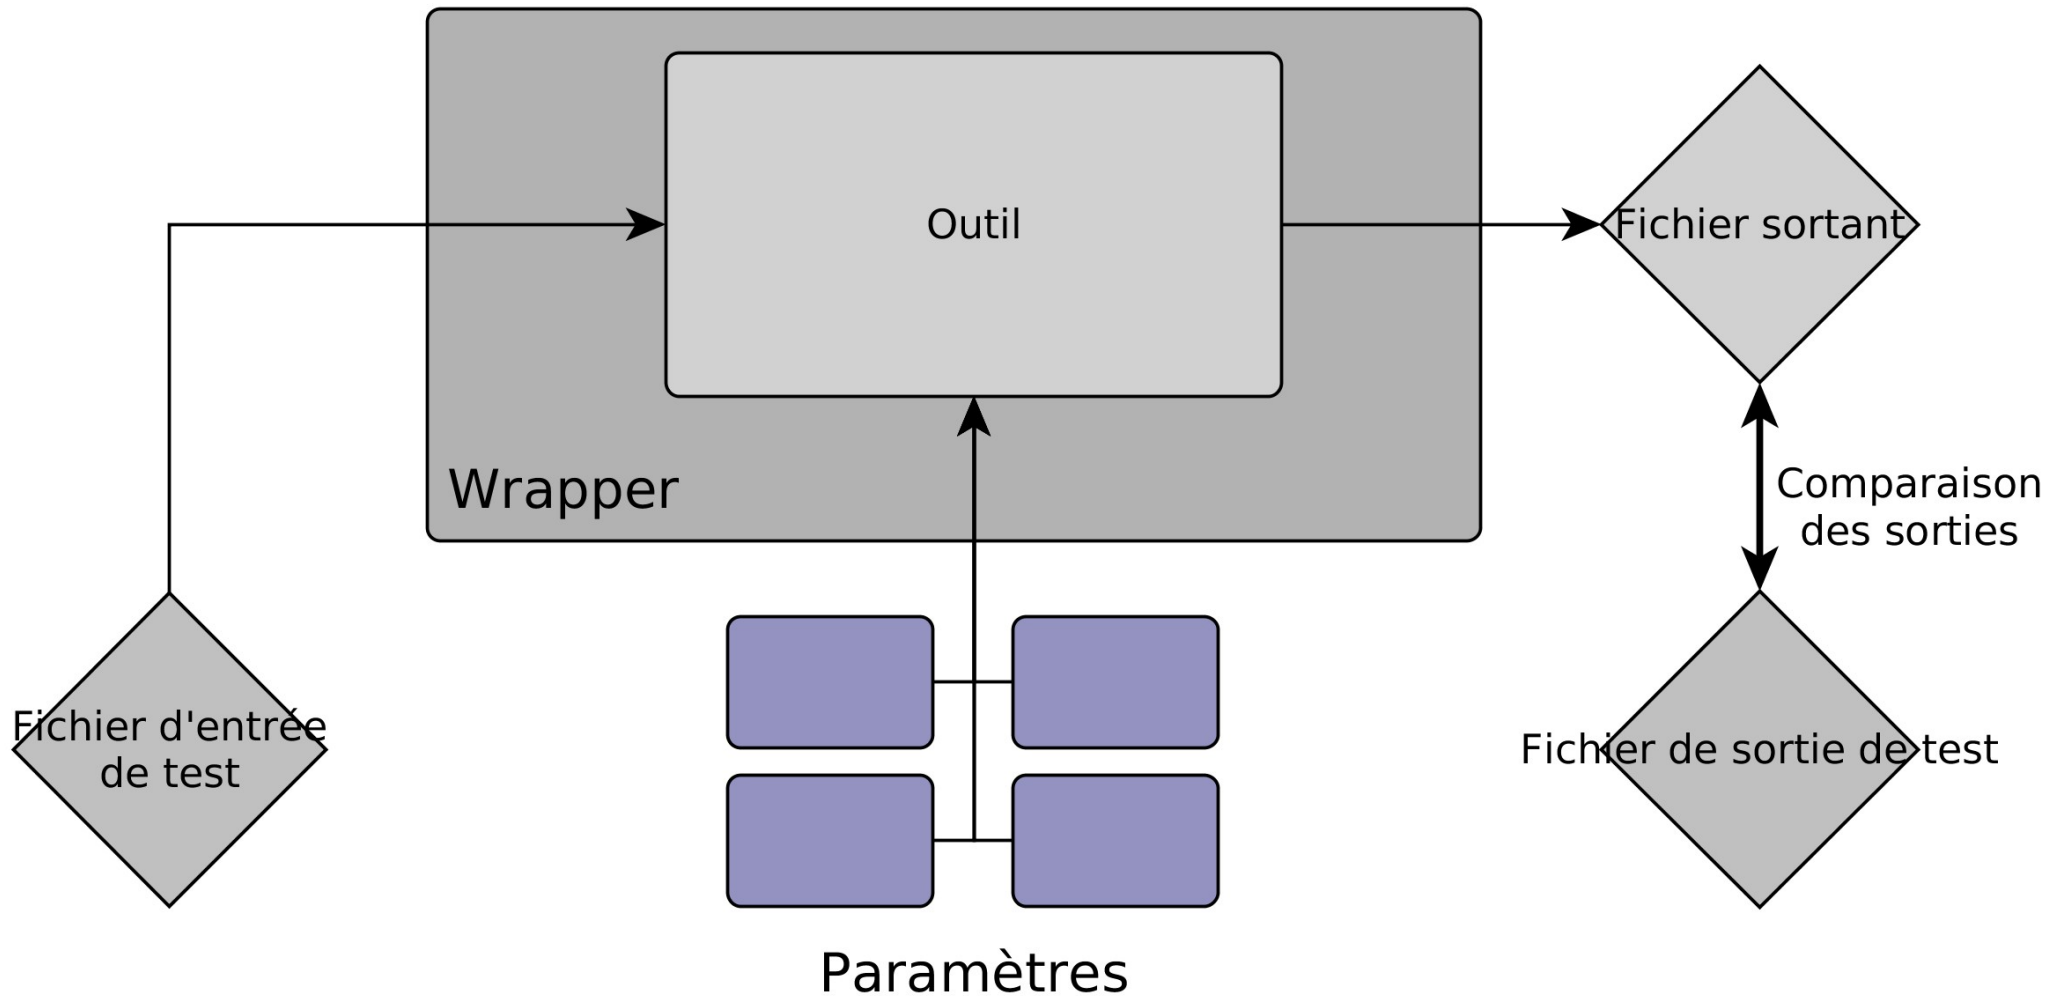 Outil
Fichier sortant
Wrapper
Comparaison
des sorties
Fichier d'entrée
de test
Fichier de sortie de test
Paramètres